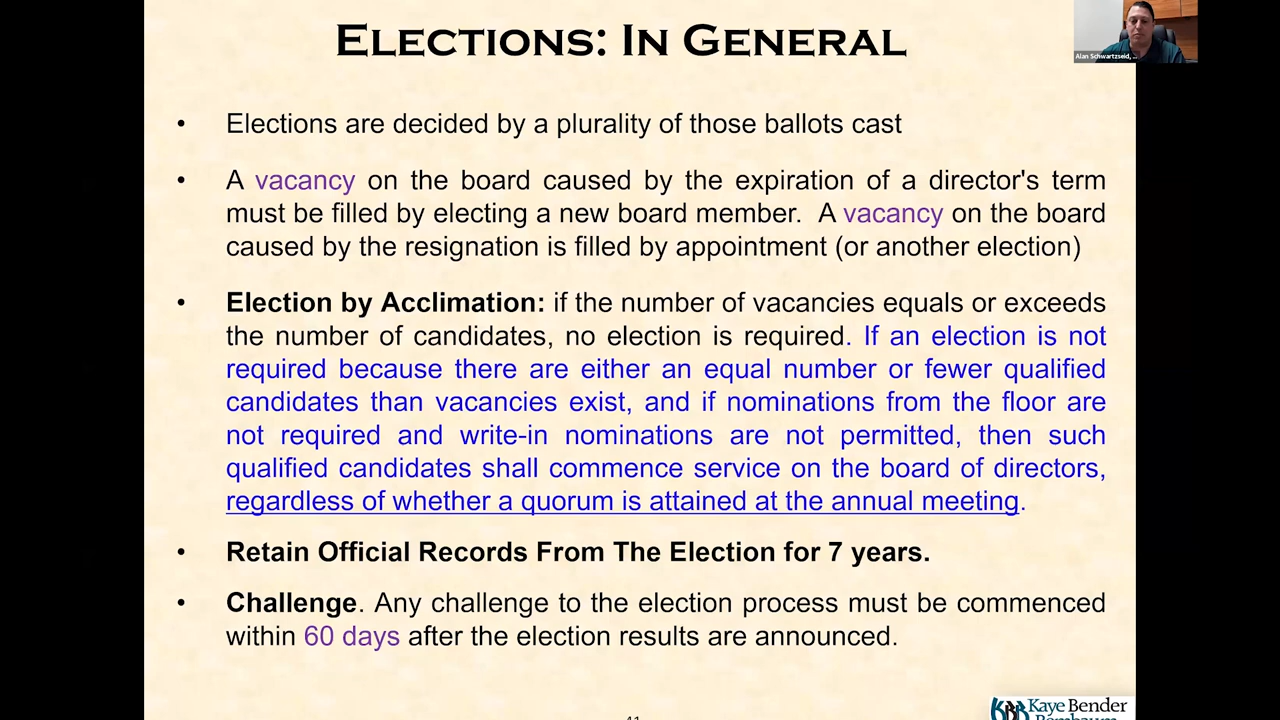 ELECTIONS: IN GENERAL
Alan Schwartzseid, ...
• Elections are decided by a plurality of those ballots cast
• A vacancy on the board caused by the expiration of a director's term
must be filled by electing a new board member. A vacancy on the board
caused by the resignation is filled by appointment (or another election)
• Election by Acclimation: if the number of vacancies equals or exceeds
the number of candidates, no election is required. If an election is not
required because there are either an equal number or fewer qualified
candidates than vacancies exist, and if nominations from the floor are
not required and write-in nominations are not permitted, then such
qualified candidates shall commence service on the board of directors,
regardless of whether a quorum is attained at the annual meeting.
• Retain Official Records From The Election for 7 years.
• Challenge. Any challenge to the election process must be commenced
within 60 days after the election results are announced.
KBR Kaye Bender